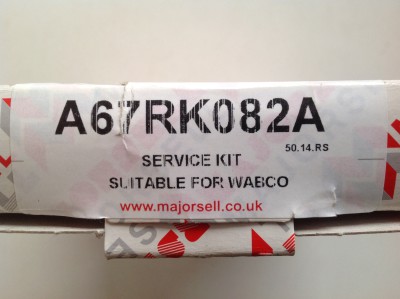 A67RK082A
50.14.RS
SERVICE KIT
SUITABLE FOR WABCO
www.majorsell.co.uk